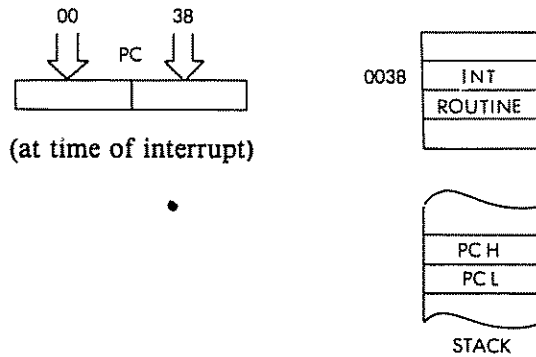 00 38
PC
(at time of interrupt)
0038 INT
ROUTINE
PC H
PC L
STACK